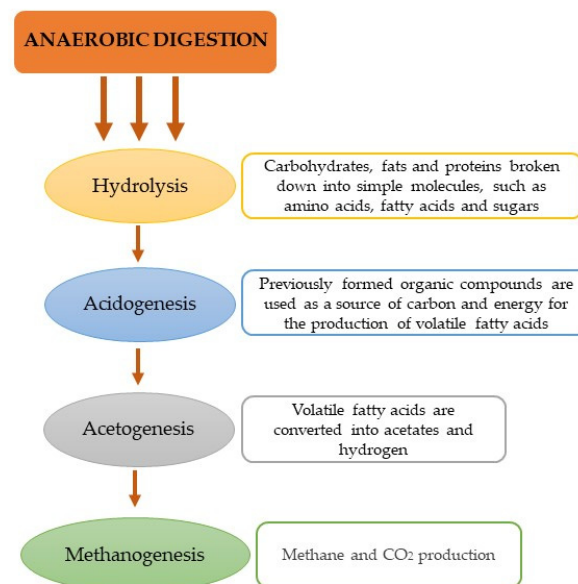 ANAEROBIC DIGESTION
Hydrolysis
Carbohydrates, fats and proteins broken
down into simple molecules, such as
amino acids, fatty acids and sugars
Acidogenesis
Previously formed organic compounds are
used as a source of carbon and energy for
the production of volatile fatty acids
Acetogenesis
Volatile fatty acids are
converted into acetates and
hydrogen
Methanogenesis
Methane and CO₂ production